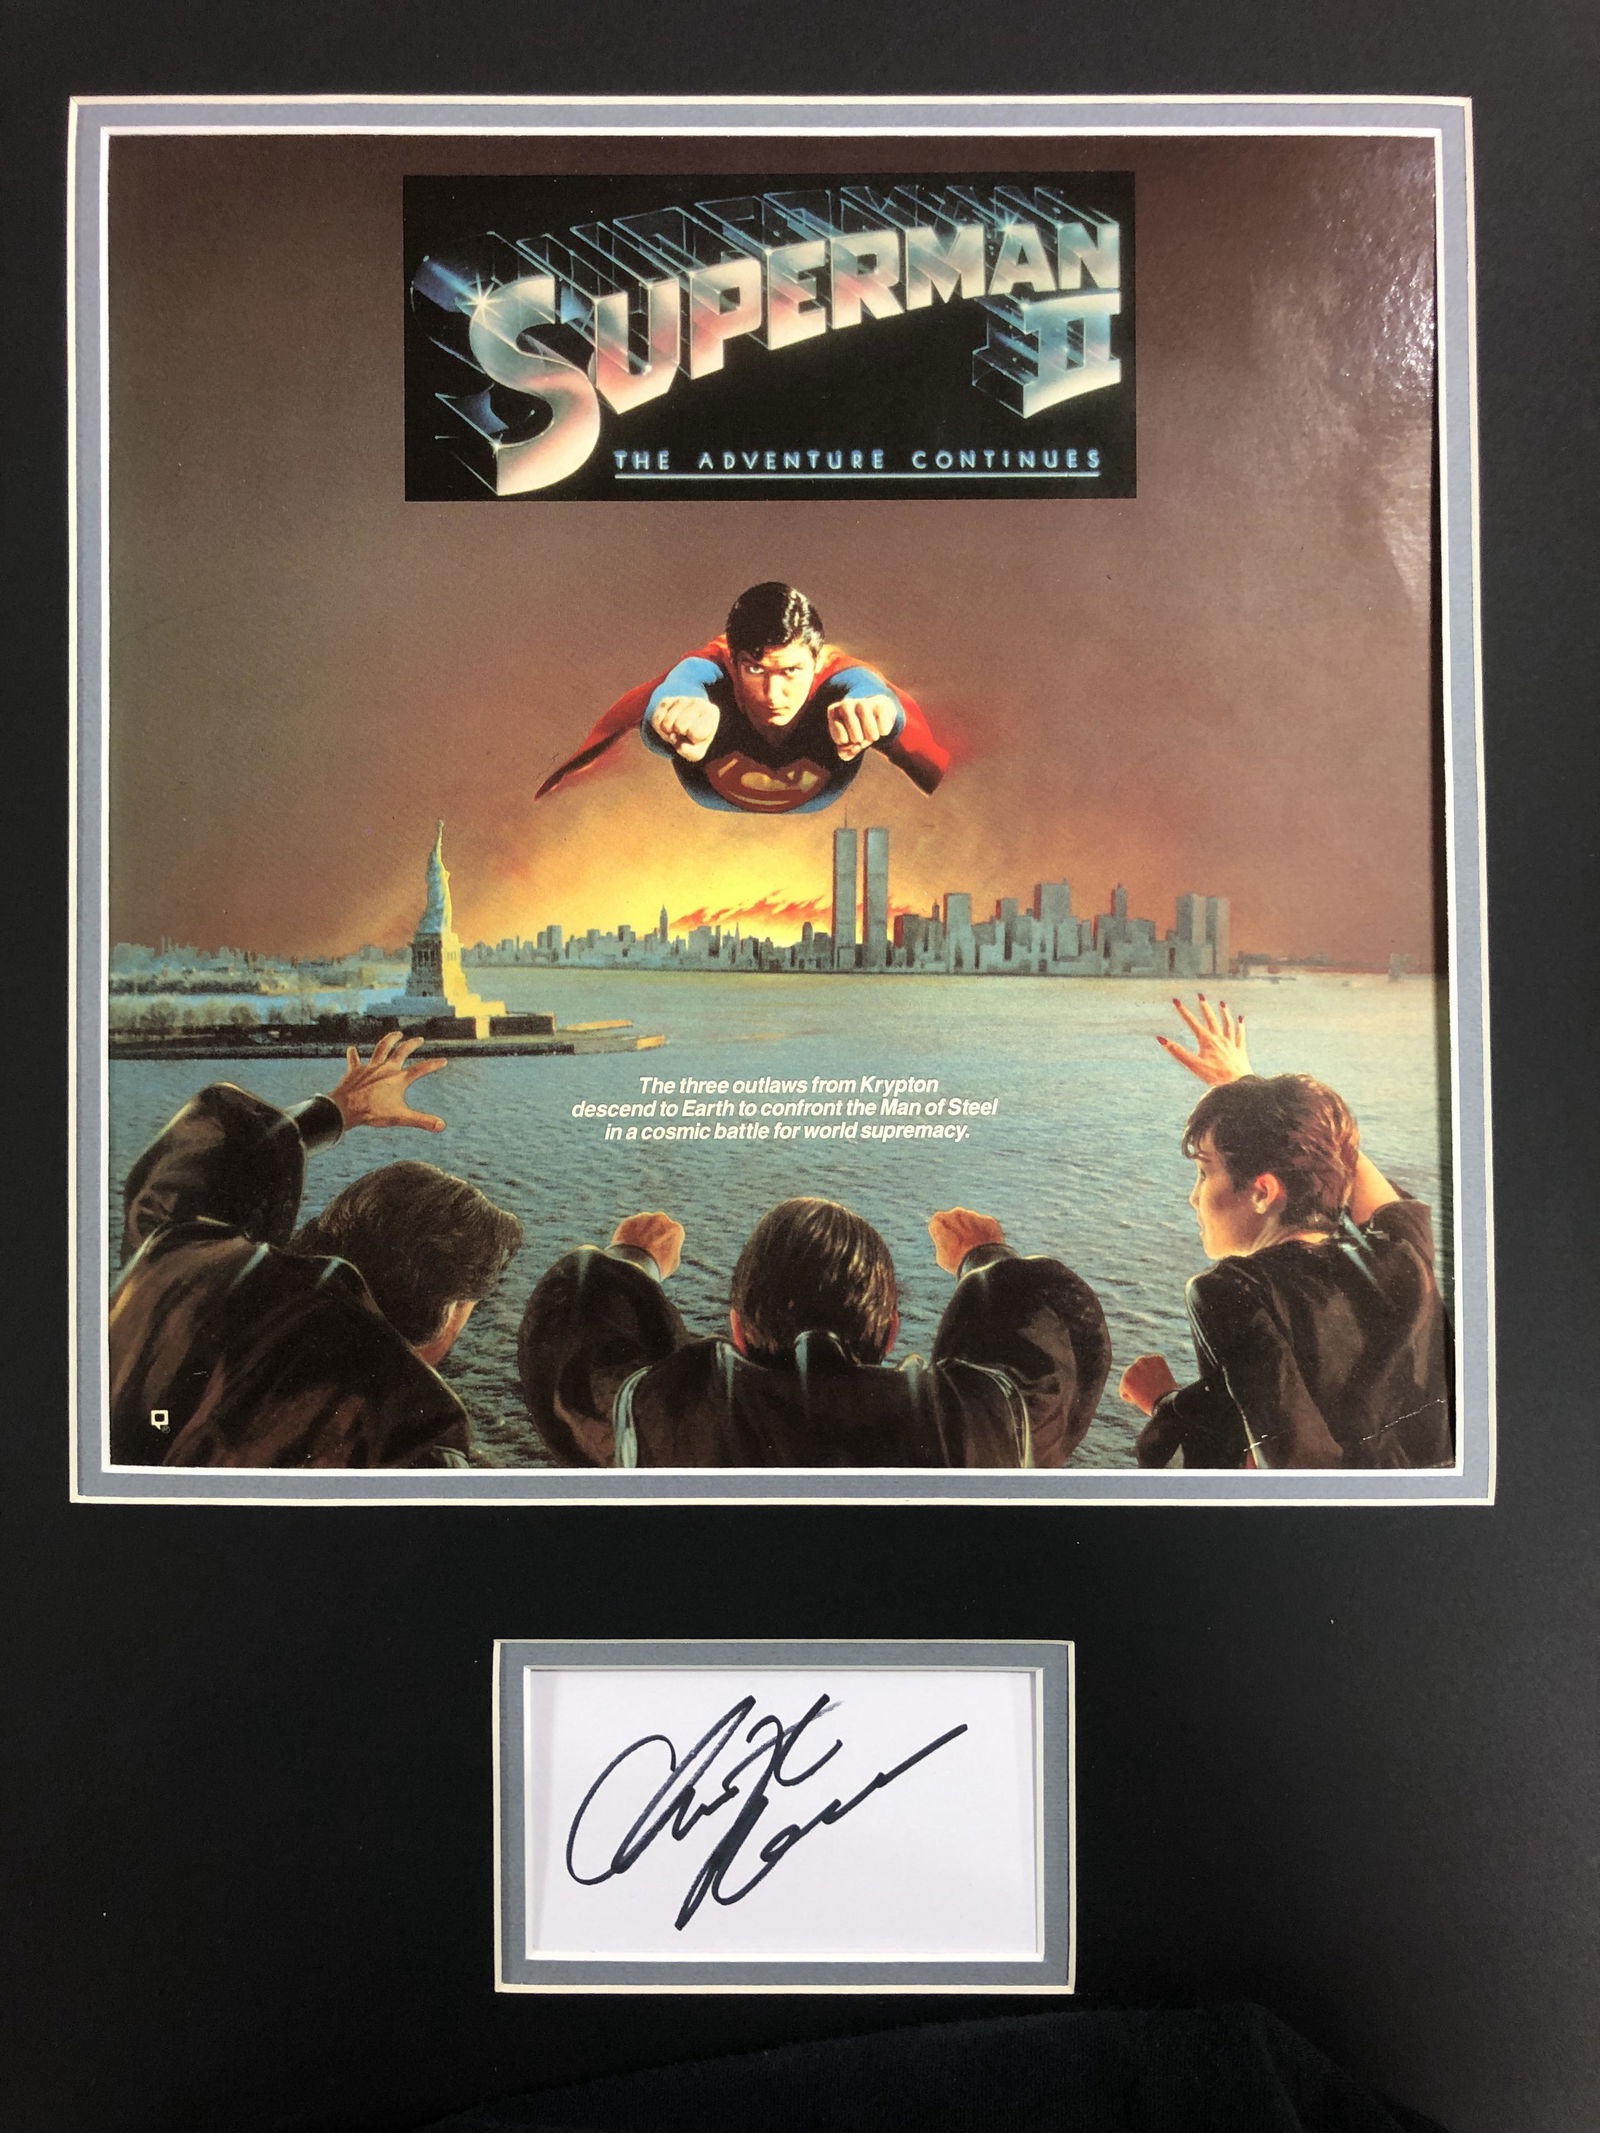 SUPERMAN
II
THE ADVENTURE CONTINUES
The three outlaws from Krypton
descend to Earth to confront the Man of Steel
in a cosmic battle for world supremacy.